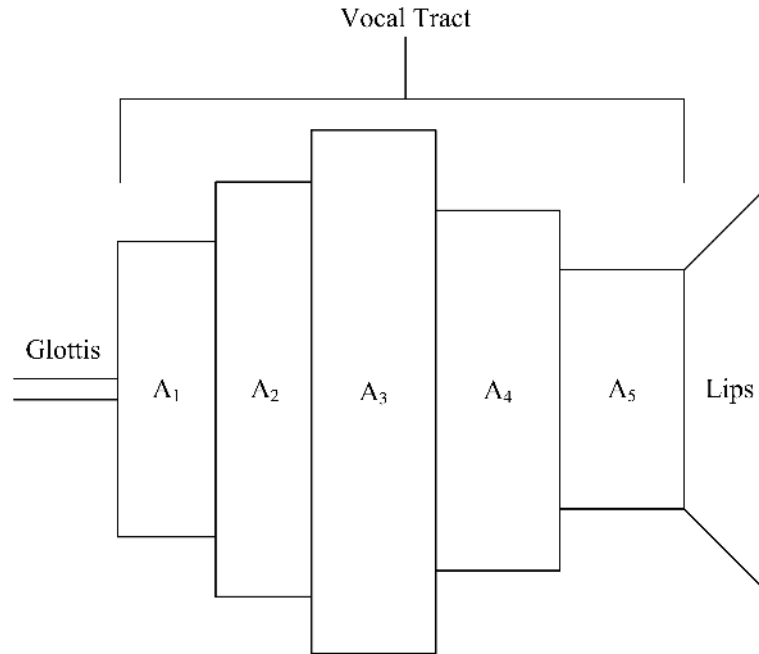 Vocal Tract
Glottis
A₁
A₂
A₃
A₄
A₅
Lips